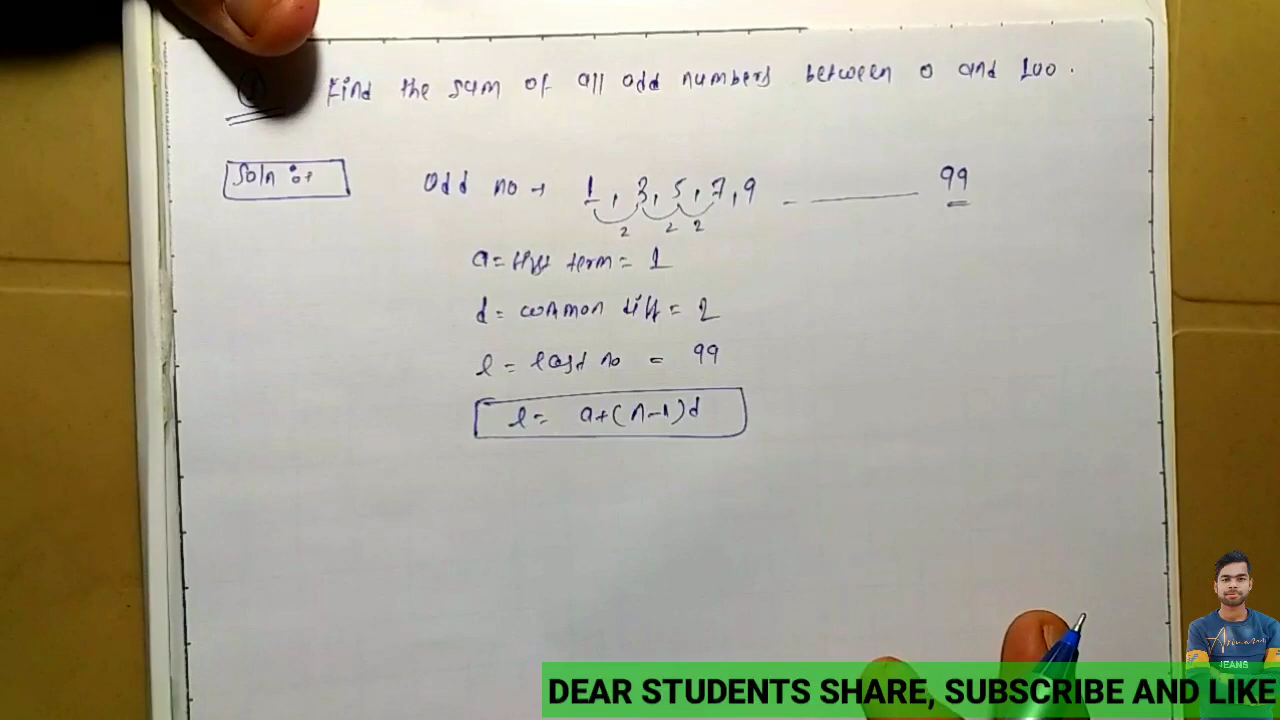 Find the sum of all odd numbers between 0 and 100.
Soln :→
Odd no → 1, 3, 5, 7, 9 - ——— 99
2 2 2
a = first term = 1
d = common diff = 2
l = last no = 99
l = a+(n-1)d
Armani
JEANS
DEAR STUDENTS SHARE, SUBSCRIBE AND LIKE